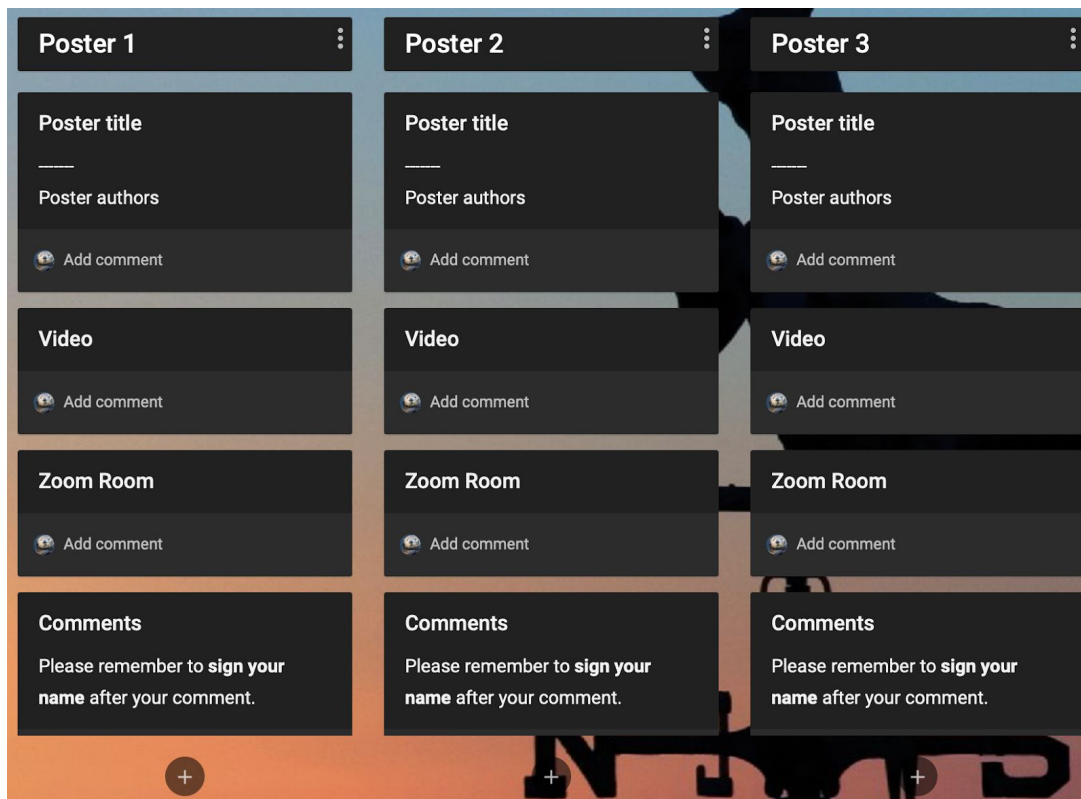 Poster 1
Poster title
-------
Poster authors
Add comment
Video
Add comment
Zoom Room
Add comment
Comments
Please remember to sign your
name after your comment.
+
Poster 2
Poster title
-------
Poster authors
Add comment
Video
Add comment
Zoom Room
Add comment
Comments
Please remember to sign your
name after your comment.
+
Poster 3
Poster title
-------
Poster authors
Add comment
Video
Add comment
Zoom Room
Add comment
Comments
Please remember to sign your
name after your comment.
+
N S